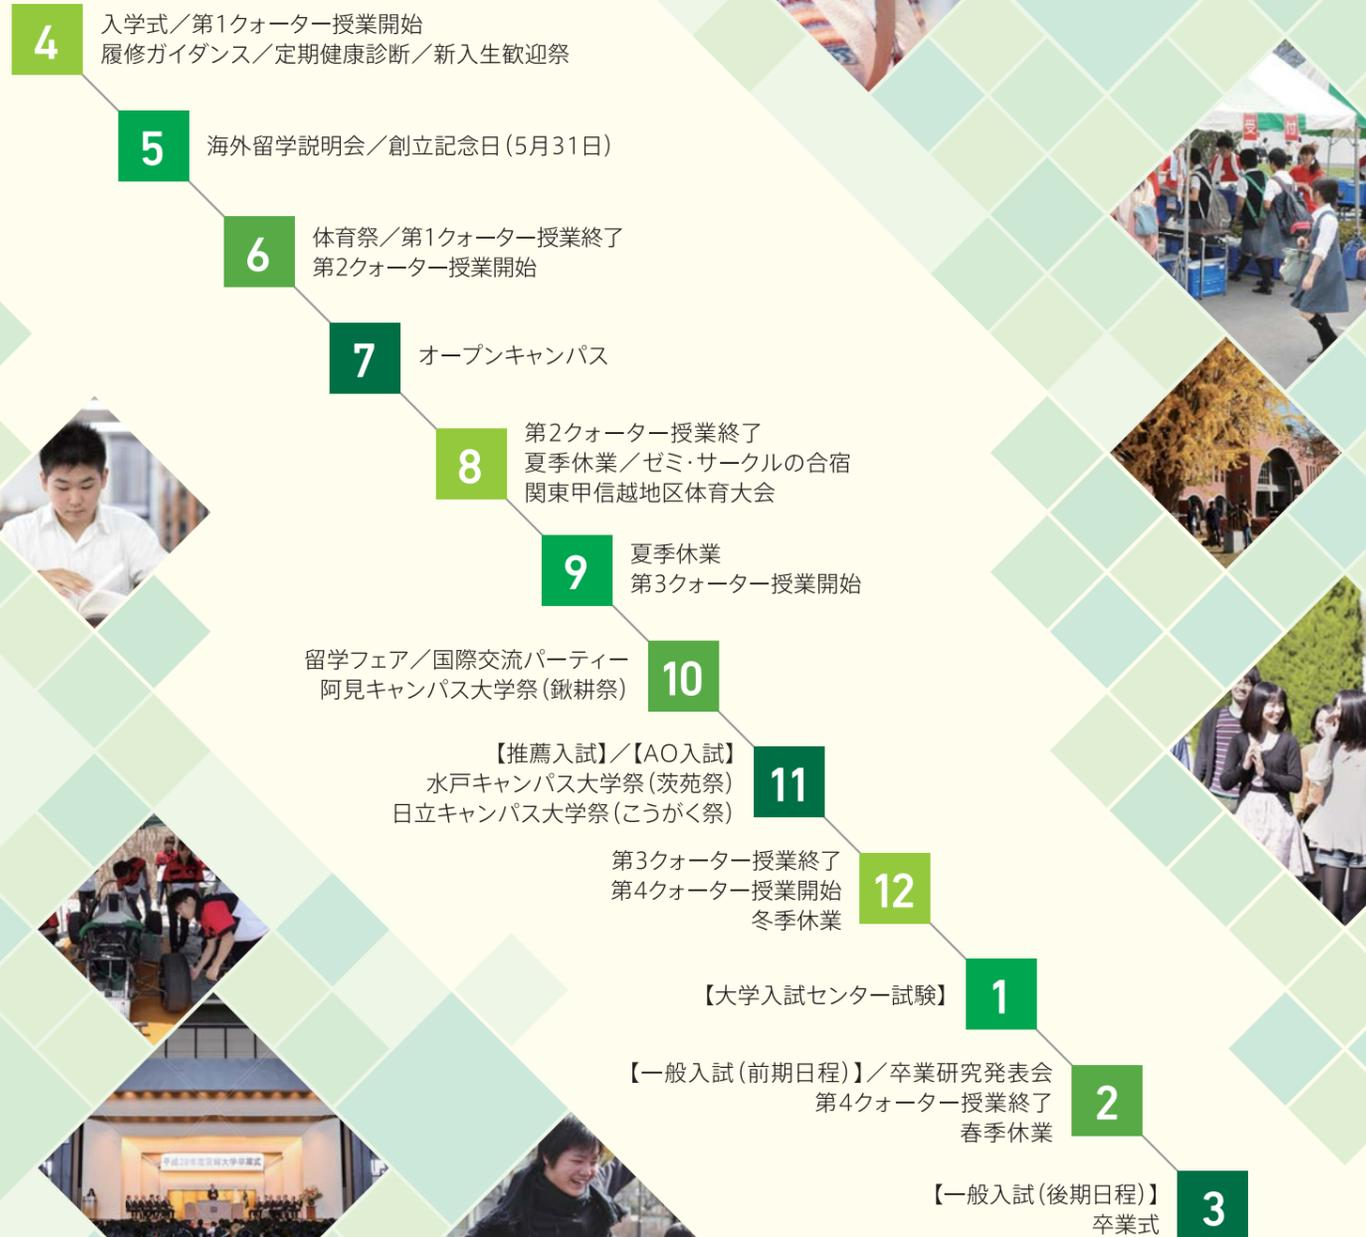 4
入学式／第1クォーター授業開始
履修ガイダンス／定期健康診断／新入生歓迎祭
5
海外留学説明会／創立記念日(5月31日)
6
体育祭／第1クォーター授業終了
第2クォーター授業開始
7
オープンキャンパス
8
第2クォーター授業終了
夏季休業／ゼミ・サークルの合宿
関東甲信越地区体育大会
9
夏季休業
第3クォーター授業開始
10
留学フェア／国際交流パーティー
阿見キャンパス大学祭(鍬耕祭)
11
【推薦入試】／【AO入試】
水戸キャンパス大学祭(茨苑祭)
日立キャンパス大学祭(こうがく祭)
12
第3クォーター授業終了
第4クォーター授業開始
冬季休業
1
【大学入試センター試験】
2
【一般入試(前期日程)】／卒業研究発表会
第4クォーター授業終了
春季休業
3
【一般入試(後期日程)】
卒業式
受付